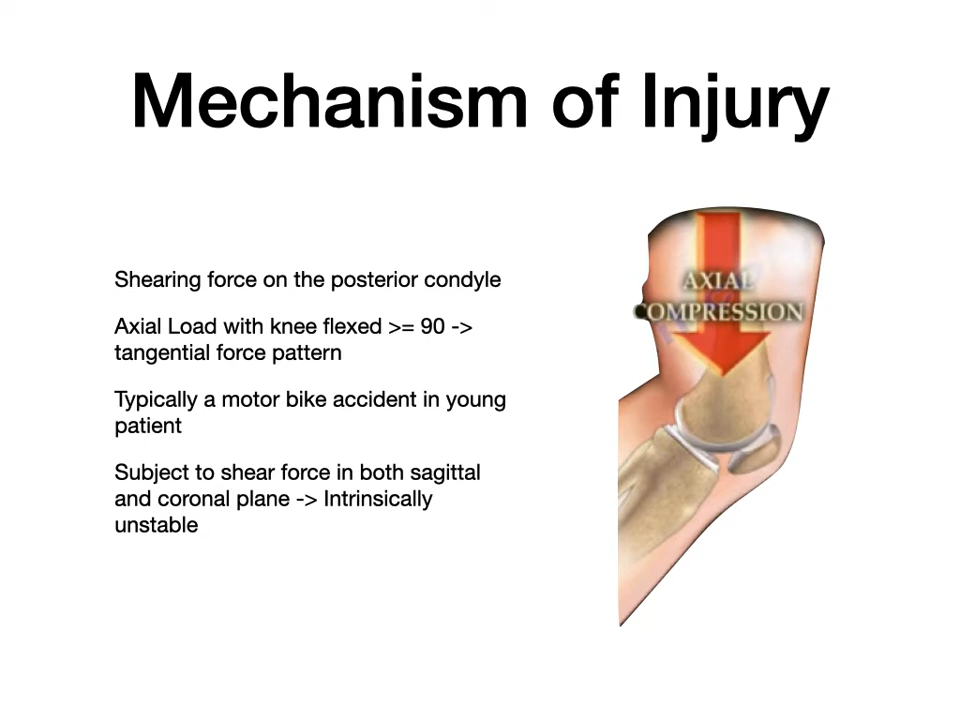 Mechanism of Injury
Shearing force on the posterior condyle
Axial Load with knee flexed >= 90 ->
tangential force pattern
Typically a motor bike accident in young
patient
Subject to shear force in both sagittal
and coronal plane -> Intrinsically
unstable
AXIAL
COMPRESSION